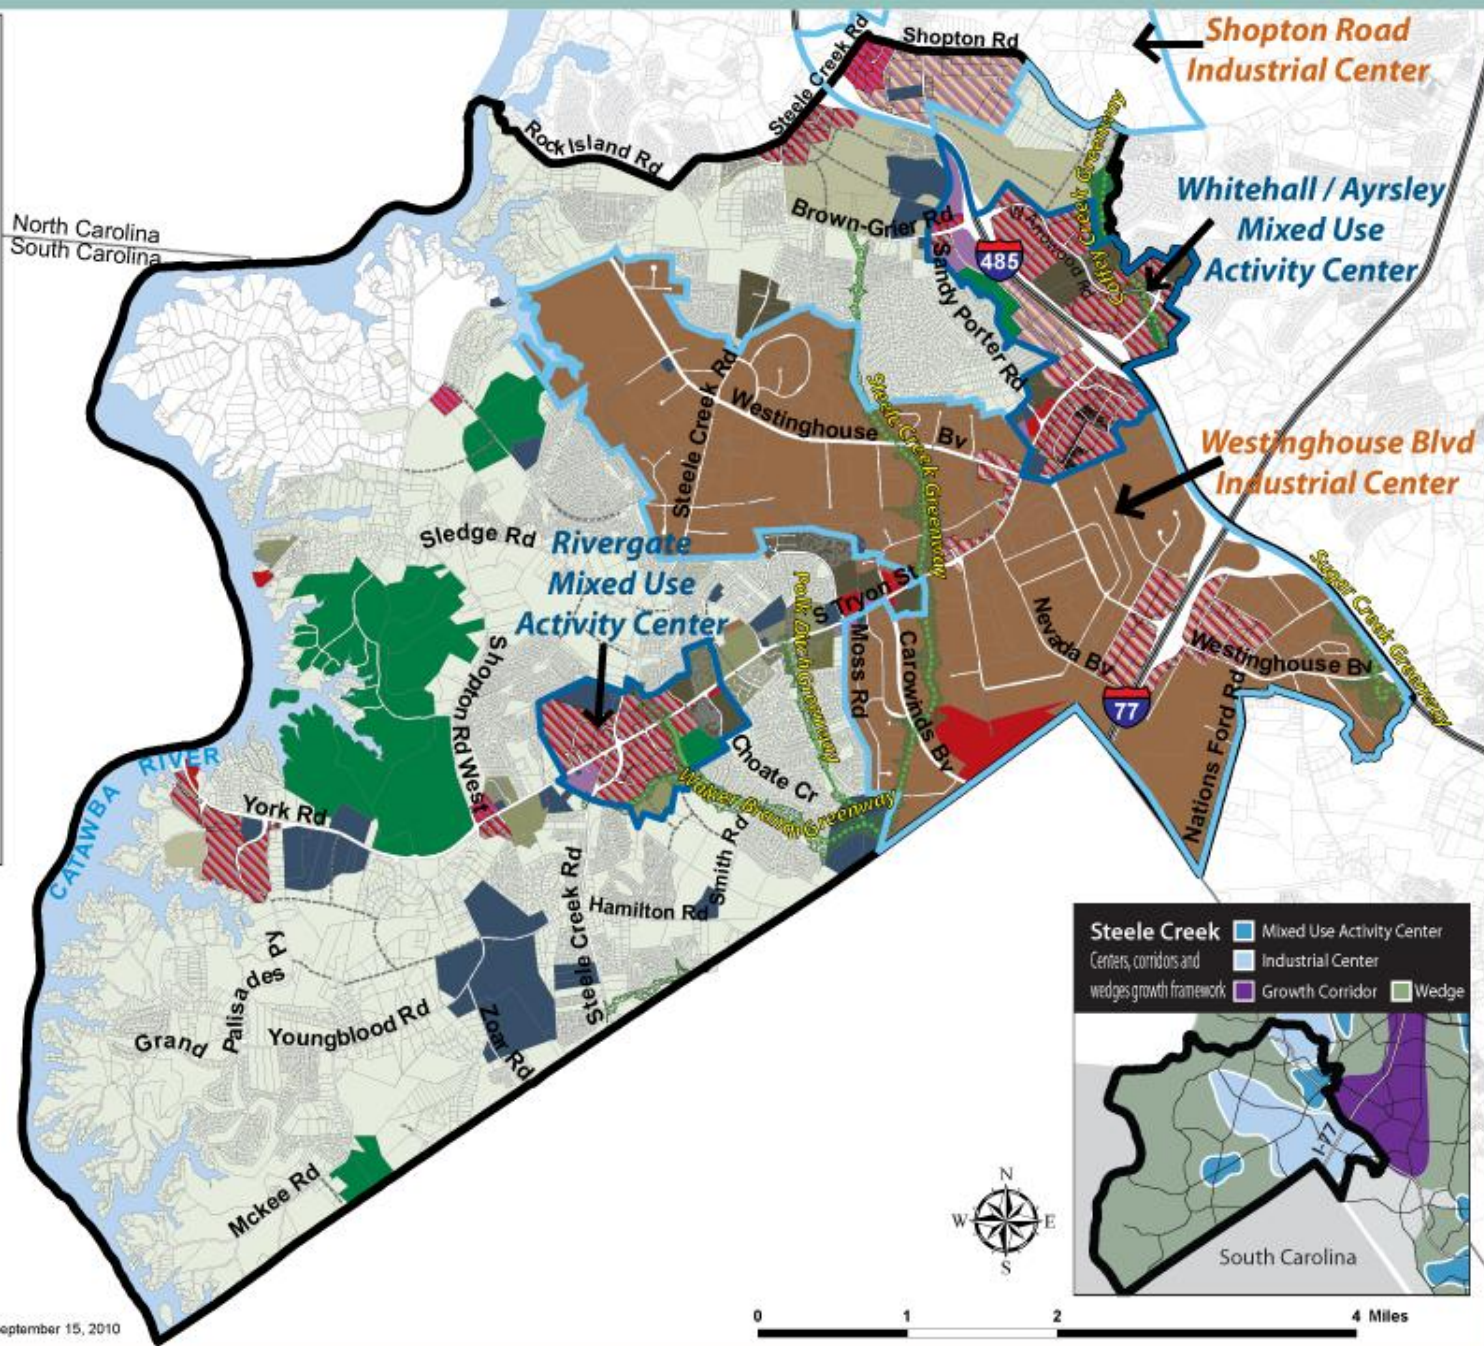 Shopton Road
Industrial Center
Shopton Rd
Steele Creek Rd
Rock Island Rd
North Carolina
South Carolina
Whitehall / Ayrsley
Mixed Use
Activity Center
Brown-Grier Rd
W Arrowood Rd
Coffey Creek Greenway
485
Sandy Porter Rd
Steele Creek Rd
Westinghouse Bv
Steele Creek Greenway
Westinghouse Blvd
Industrial Center
Sledge Rd
Rivergate
Mixed Use
Activity Center
S Tryon St
Polk Ditch Greenway
Moss Rd
Carowinds Bv
Nevada Bv
Westinghouse Bv
Sugar Creek Greenway
77
Nations Ford Rd
Shopton Rd West
Choate Cr
Walker Branch Greenway
RIVER
CATAWBA
York Rd
Smith Rd
Hamilton Rd
Steele Creek Rd
Grand Palisades Py
Youngblood Rd
Zoar Rd
Mckee Rd
Steele Creek
Centers, corridors and
wedges growth framework
Mixed Use Activity Center
Industrial Center
Growth Corridor
Wedge
I-77
South Carolina
N
W E
S
0 1 2 4 Miles
eptember 15, 2010